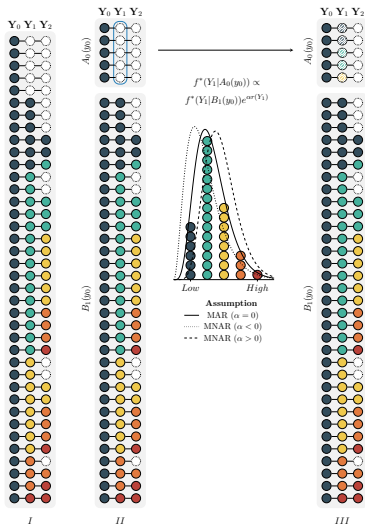 Y₀ Y₁ Y₂
Y₀ Y₁ Y₂
Y₀ Y₁ Y₂
A₀(y₀)
A₀(y₀)
f*(Y₁|A₀(y₀)) ∝
f*(Y₁|B₁(y₀))e^{αr(Y₁)}
Low
High
Assumption
MAR (α = 0)
MNAR (α < 0)
MNAR (α > 0)
B₁(y₀)
B₁(y₀)
I
II
III